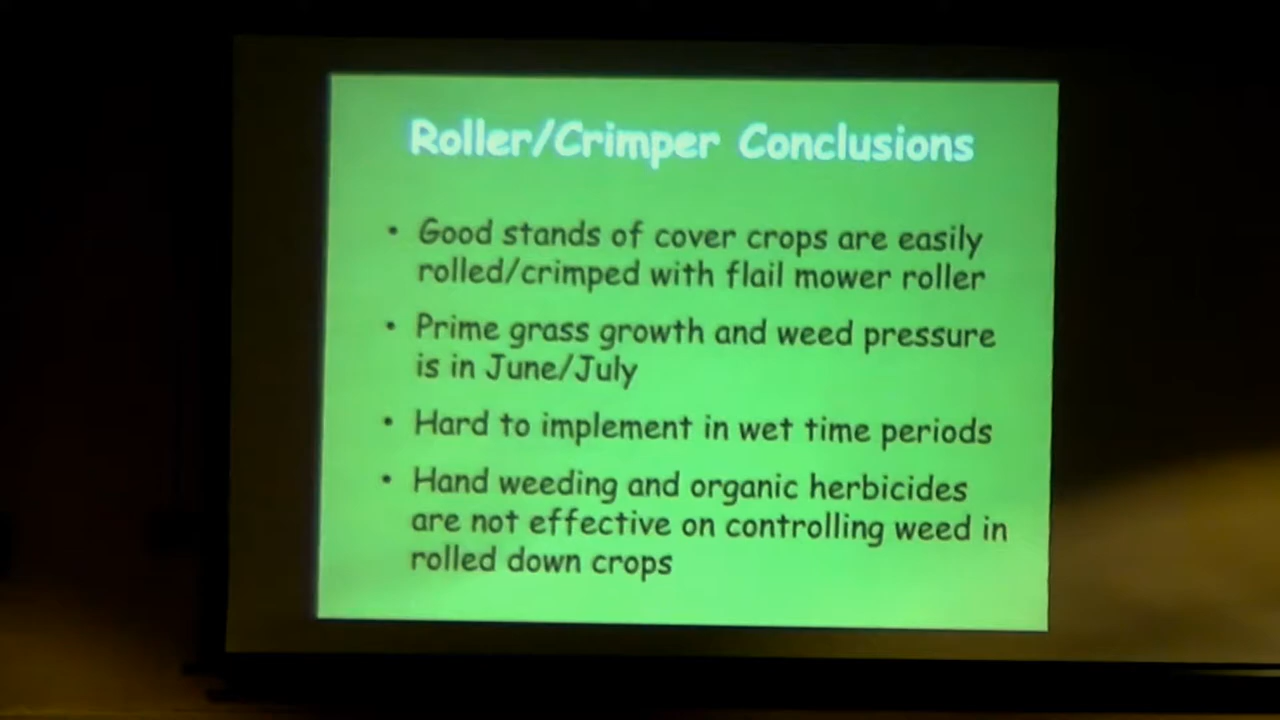 Roller/Crimper Conclusions
• Good stands of cover crops are easily
rolled/crimped with flail mower roller
• Prime grass growth and weed pressure
is in June/July
• Hard to implement in wet time periods
• Hand weeding and organic herbicides
are not effective on controlling weed in
rolled down crops